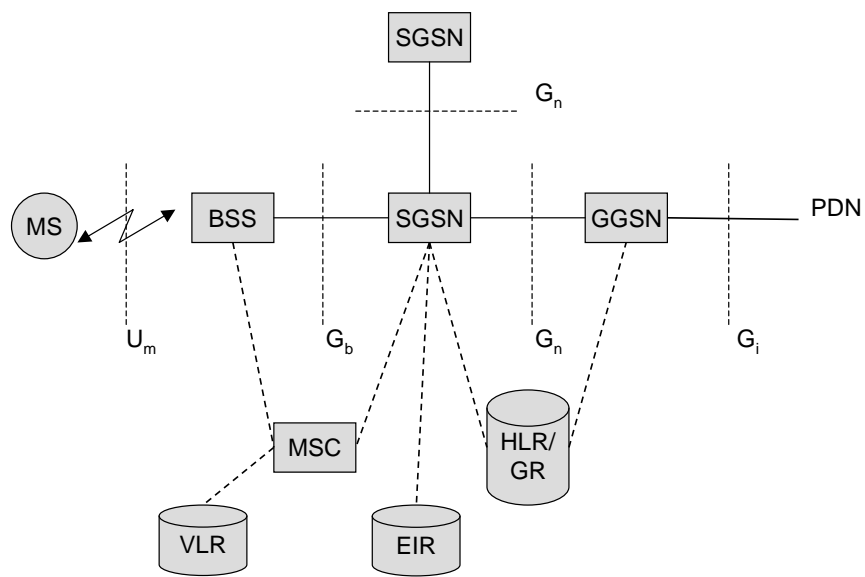 SGSN
Gn
MS
BSS
SGSN
GGSN
PDN
Um
Gb
Gn
Gi
MSC
HLR/
GR
VLR
EIR